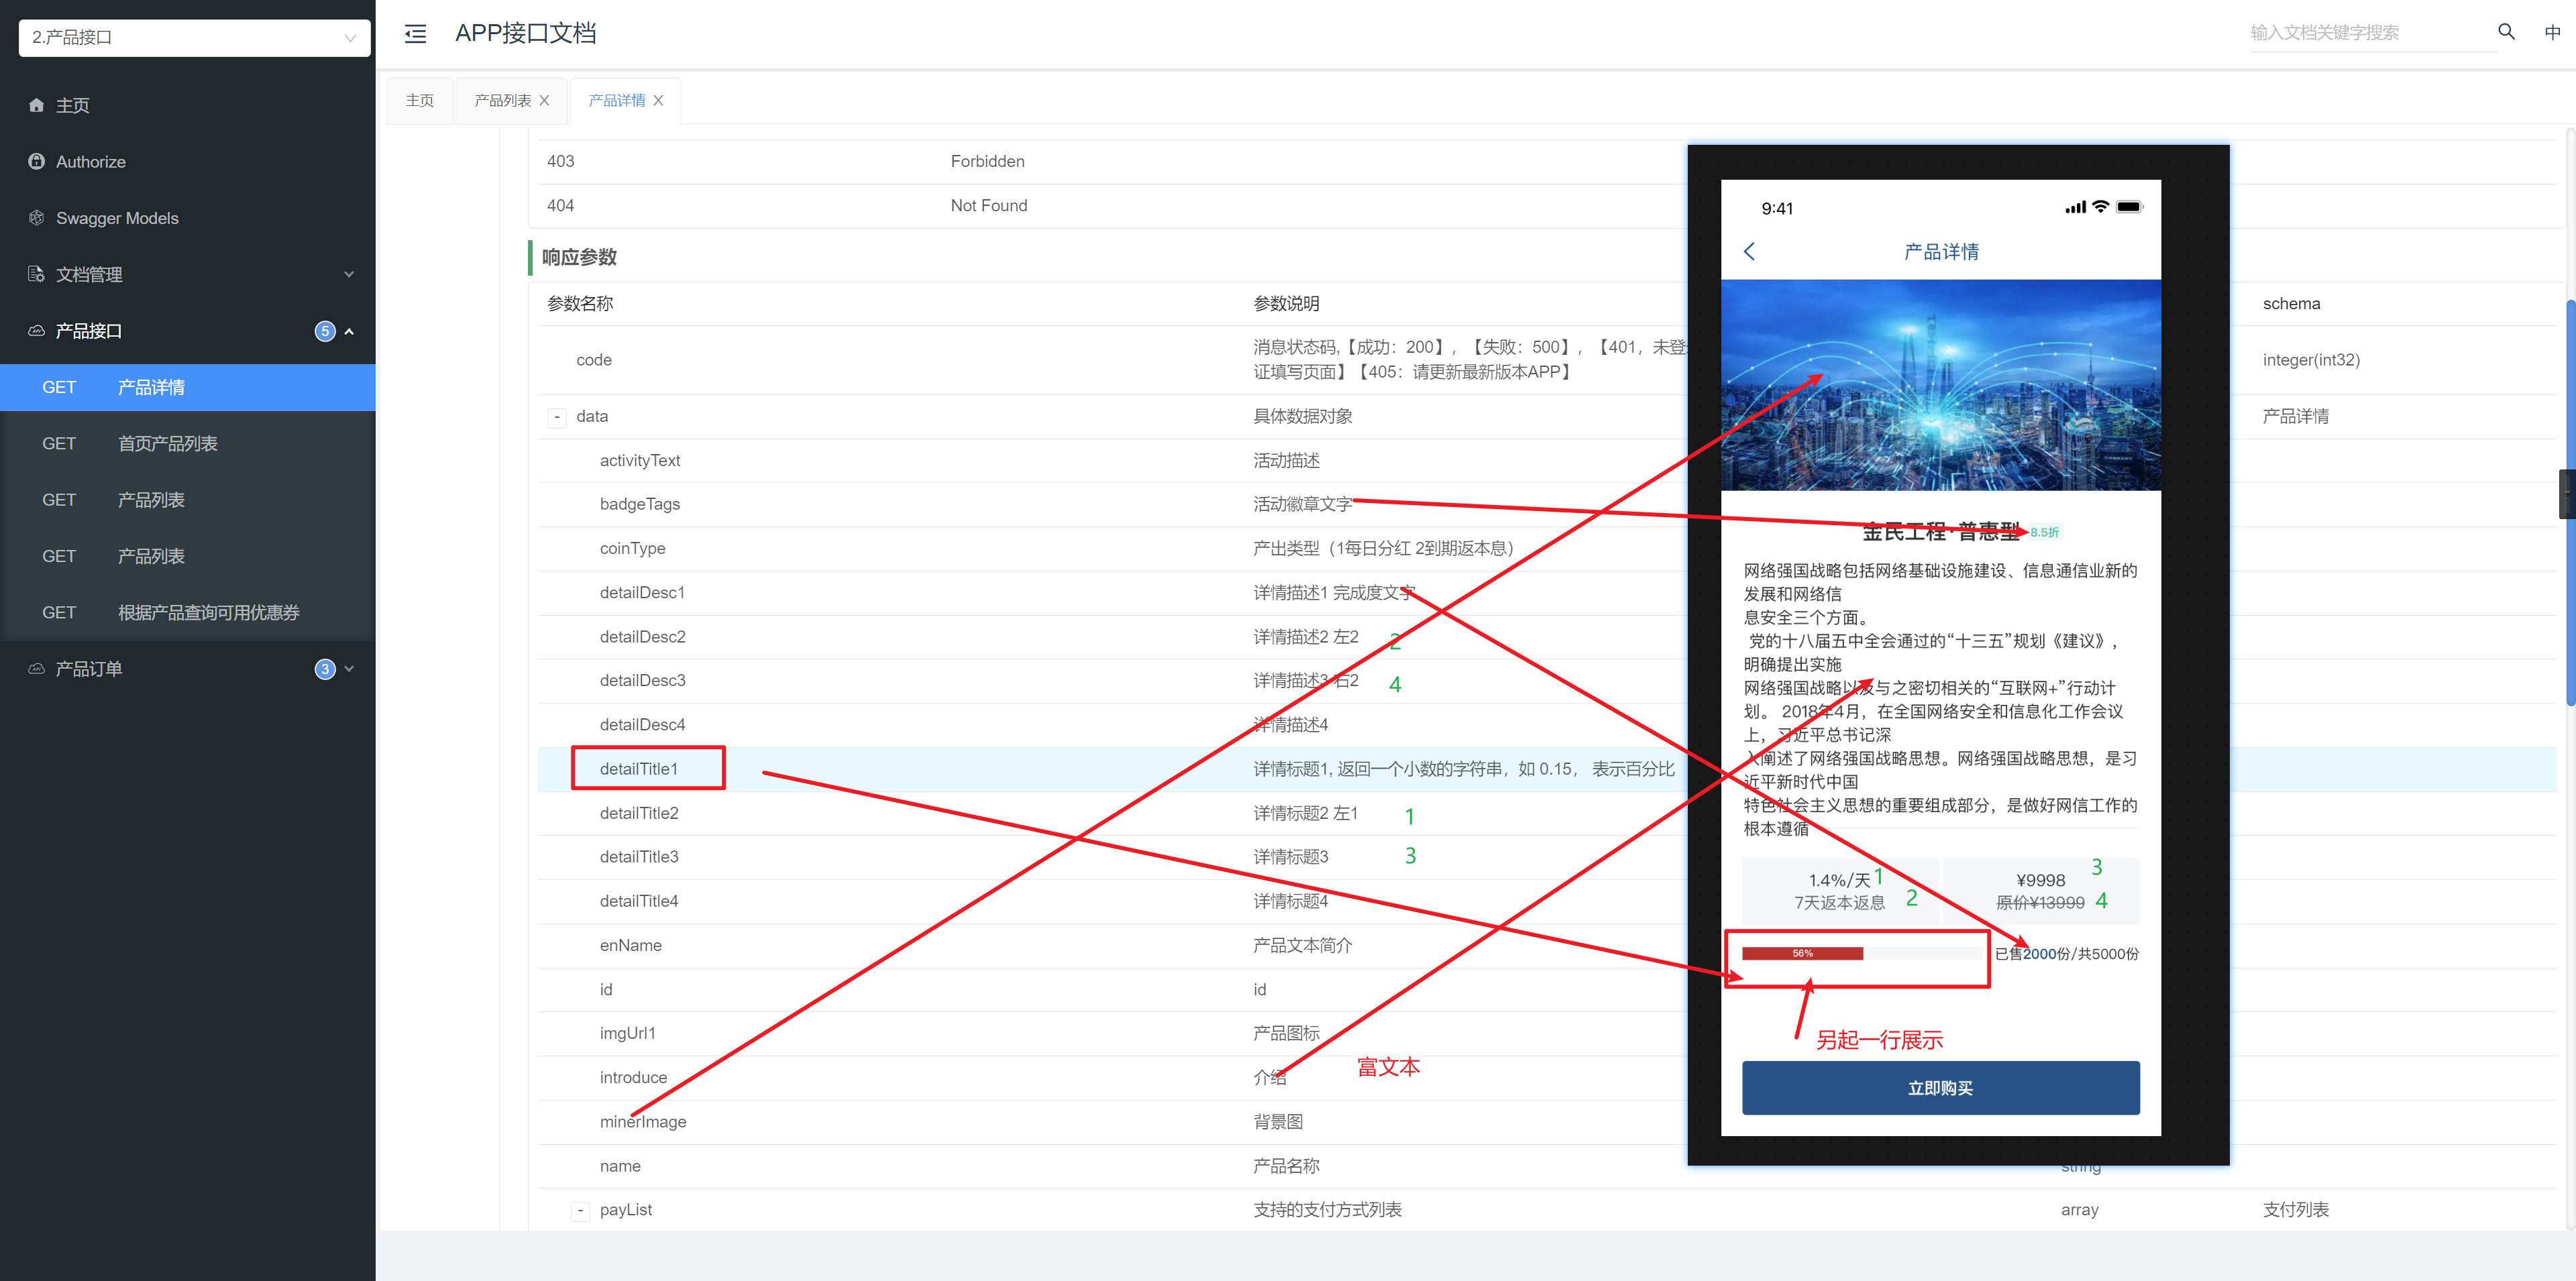 2.产品接口
主页
Authorize
Swagger Models
文档管理
产品接口 5
GET 产品详情
GET 首页产品列表
GET 产品列表
GET 产品列表
GET 根据产品查询可用优惠券
产品订单 3
APP接口文档
输入文档关键字搜索
中
主页
产品列表
产品详情
403 Forbidden
404 Not Found
响应参数
参数名称 参数说明 schema
code 消息状态码,【成功：200】，【失败：500】，【401，未登
证填写页面】【405：请更新最新版本APP】 integer(int32)
- data 具体数据对象 产品详情
activityText 活动描述
badgeTags 活动徽章文字
coinType 产出类型（1每日分红 2到期返本息）
detailDesc1 详情描述1 完成度文字
detailDesc2 详情描述2 左2 2
detailDesc3 详情描述3 右2 4
detailDesc4 详情描述4
detailTitle1 详情标题1, 返回一个小数的字符串，如 0.15， 表示百分比
detailTitle2 详情标题2 左1 1
detailTitle3 详情标题3 3
detailTitle4 详情标题4
enName 产品文本简介
id id
imgUrl1 产品图标
introduce 介绍 富文本
minerImage 背景图
name 产品名称 string
- payList 支持的支付方式列表 array 支付列表
9:41
产品详情
金民工程·普惠型 8.5折
网络强国战略包括网络基础设施建设、信息通信业新的
发展和网络信
息安全三个方面。
党的十八届五中全会通过的“十三五”规划《建议》，
明确提出实施
网络强国战略以及与之密切相关的“互联网+”行动计
划。 2018年4月，在全国网络安全和信息化工作会议
上，习近平总书记深
入阐述了网络强国战略思想。网络强国战略思想，是习
近平新时代中国
特色社会主义思想的重要组成部分，是做好网信工作的
根本遵循
1.4%/天 1
7天返本返息 2
¥9998 3
原价¥13999 4
56%
已售2000份/共5000份
另起一行展示
立即购买